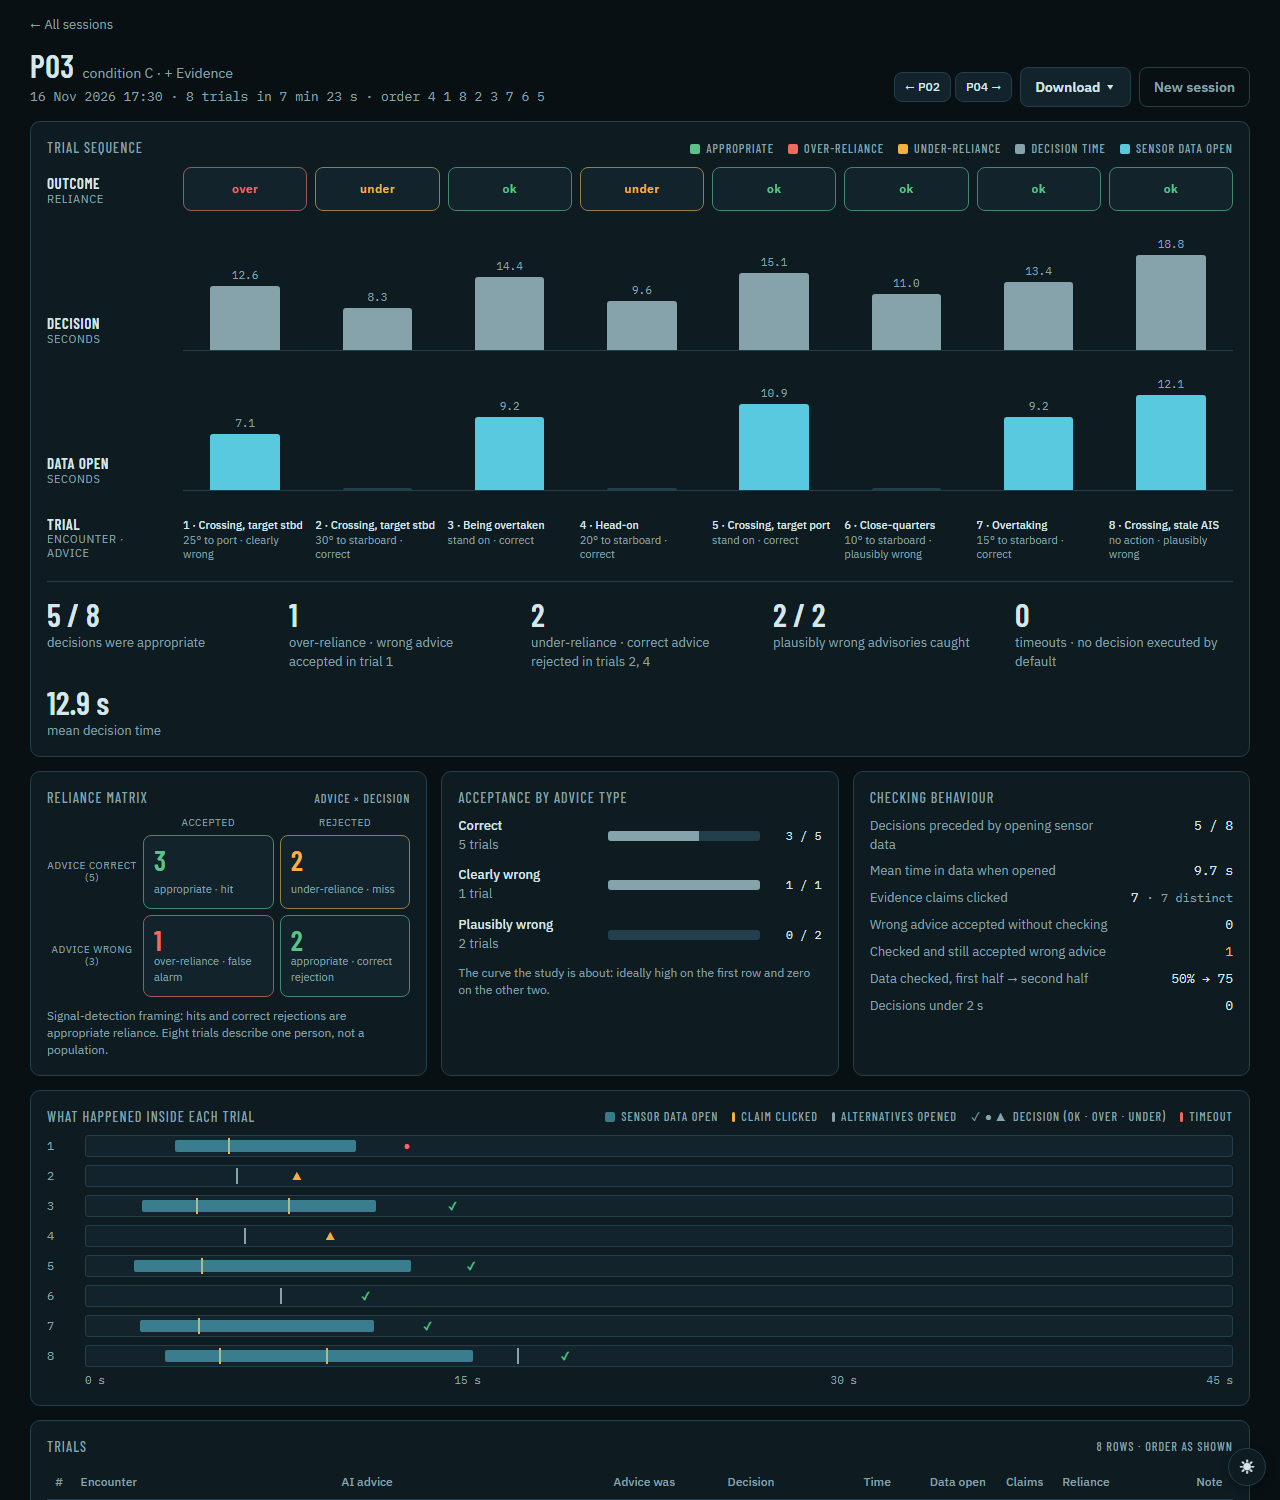 ← All sessions
P03 condition C · + Evidence
16 Nov 2026 17:30 · 8 trials in 7 min 23 s · order 4 1 8 2 3 7 6 5
← P02
P04 →
Download ▾
New session
TRIAL SEQUENCE
APPROPRIATE
OVER-RELIANCE
UNDER-RELIANCE
DECISION TIME
SENSOR DATA OPEN
OUTCOME
RELIANCE
over
under
ok
under
ok
ok
ok
ok
DECISION
SECONDS
12.6
8.3
14.4
9.6
15.1
11.0
13.4
18.8
DATA OPEN
SECONDS
7.1
9.2
10.9
9.2
12.1
TRIAL
ENCOUNTER ·
ADVICE
1 · Crossing, target stbd
25° to port · clearly
wrong
2 · Crossing, target stbd
30° to starboard ·
correct
3 · Being overtaken
stand on · correct
4 · Head-on
20° to starboard ·
correct
5 · Crossing, target port
stand on · correct
6 · Close-quarters
10° to starboard ·
plausibly wrong
7 · Overtaking
15° to starboard ·
correct
8 · Crossing, stale AIS
no action · plausibly
wrong
5 / 8
decisions were appropriate
1
over-reliance · wrong advice
accepted in trial 1
2
under-reliance · correct advice
rejected in trials 2, 4
2 / 2
plausibly wrong advisories caught
0
timeouts · no decision executed by
default
12.9 s
mean decision time
RELIANCE MATRIX
ADVICE × DECISION
ACCEPTED
REJECTED
ADVICE CORRECT
(5)
3
appropriate · hit
2
under-reliance · miss
ADVICE WRONG
(3)
1
over-reliance · false
alarm
2
appropriate · correct
rejection
Signal-detection framing: hits and correct rejections are
appropriate reliance. Eight trials describe one person, not a
population.
ACCEPTANCE BY ADVICE TYPE
Correct
5 trials
3 / 5
Clearly wrong
1 trial
1 / 1
Plausibly wrong
2 trials
0 / 2
The curve the study is about: ideally high on the first row and zero
on the other two.
CHECKING BEHAVIOUR
Decisions preceded by opening sensor
data
5 / 8
Mean time in data when opened
9.7 s
Evidence claims clicked
7 · 7 distinct
Wrong advice accepted without checking
0
Checked and still accepted wrong advice
1
Data checked, first half → second half
50% → 75
Decisions under 2 s
0
WHAT HAPPENED INSIDE EACH TRIAL
SENSOR DATA OPEN
CLAIM CLICKED
ALTERNATIVES OPENED
✓ ● ▲ DECISION (OK · OVER · UNDER)
TIMEOUT
1
2
3
4
5
6
7
8
0 s
15 s
30 s
45 s
TRIALS
8 ROWS · ORDER AS SHOWN
# Encounter AI advice Advice was Decision Time Data open Claims Reliance Note